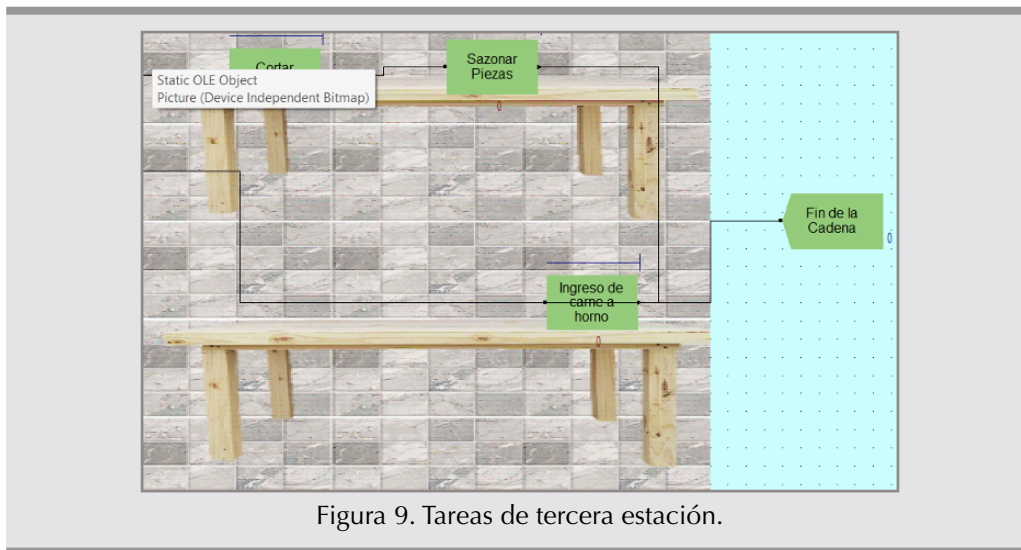 Cortar
Sazonar
Piezas
Static OLE Object
Picture (Device Independent Bitmap)
0
Fin de la
Cadena
0
Ingreso de
carne a
horno
0
Figura 9. Tareas de tercera estación.